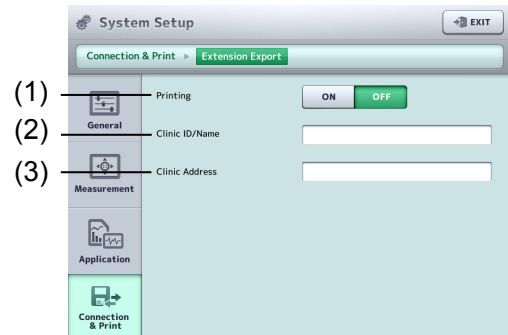 System Setup
EXIT
Connection & Print ▶ Extension Export
(1) Printing ON OFF
General
(2) Clinic ID/Name
(3) Clinic Address
Measurement
Application
Connection
& Print